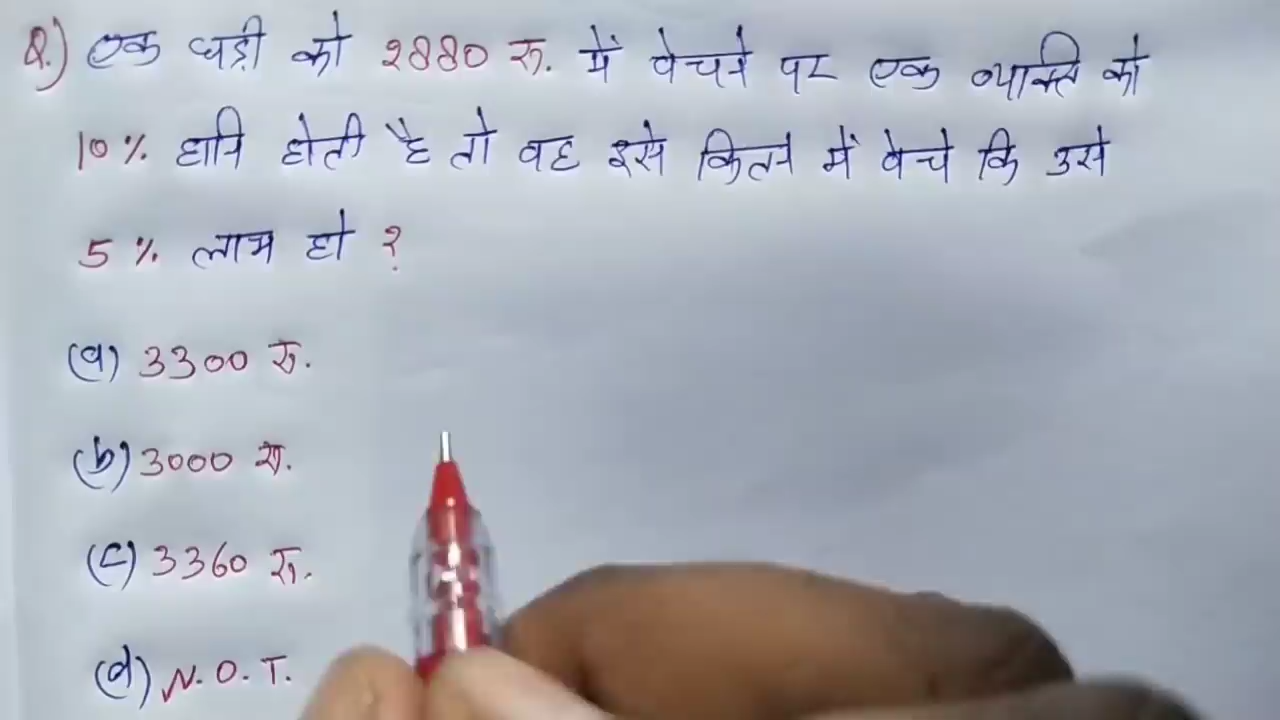 Q.) एक घड़ी को 2880 रु. में बेचने पर एक व्यक्ति को
10% हानि होती है तो वह इसे कितने में बेचे कि उसे
5% लाभ हो ?
(a) 3300 रु.
(b) 3000 रु.
(c) 3360 रु.
(d) N.O.T.